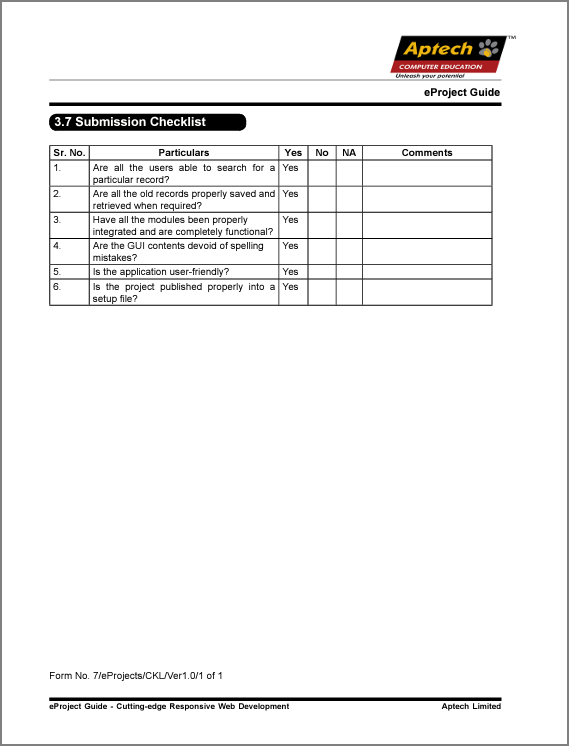 Aptech ™
COMPUTER EDUCATION
Unleash your potential
eProject Guide
3.7 Submission Checklist
Sr. No. Particulars Yes No NA Comments
1. Are all the users able to search for a Yes
particular record?
2. Are all the old records properly saved and Yes
retrieved when required?
3. Have all the modules been properly Yes
integrated and are completely functional?
4. Are the GUI contents devoid of spelling Yes
mistakes?
5. Is the application user-friendly? Yes
6. Is the project published properly into a Yes
setup file?
Form No. 7/eProjects/CKL/Ver1.0/1 of 1
eProject Guide - Cutting-edge Responsive Web Development Aptech Limited